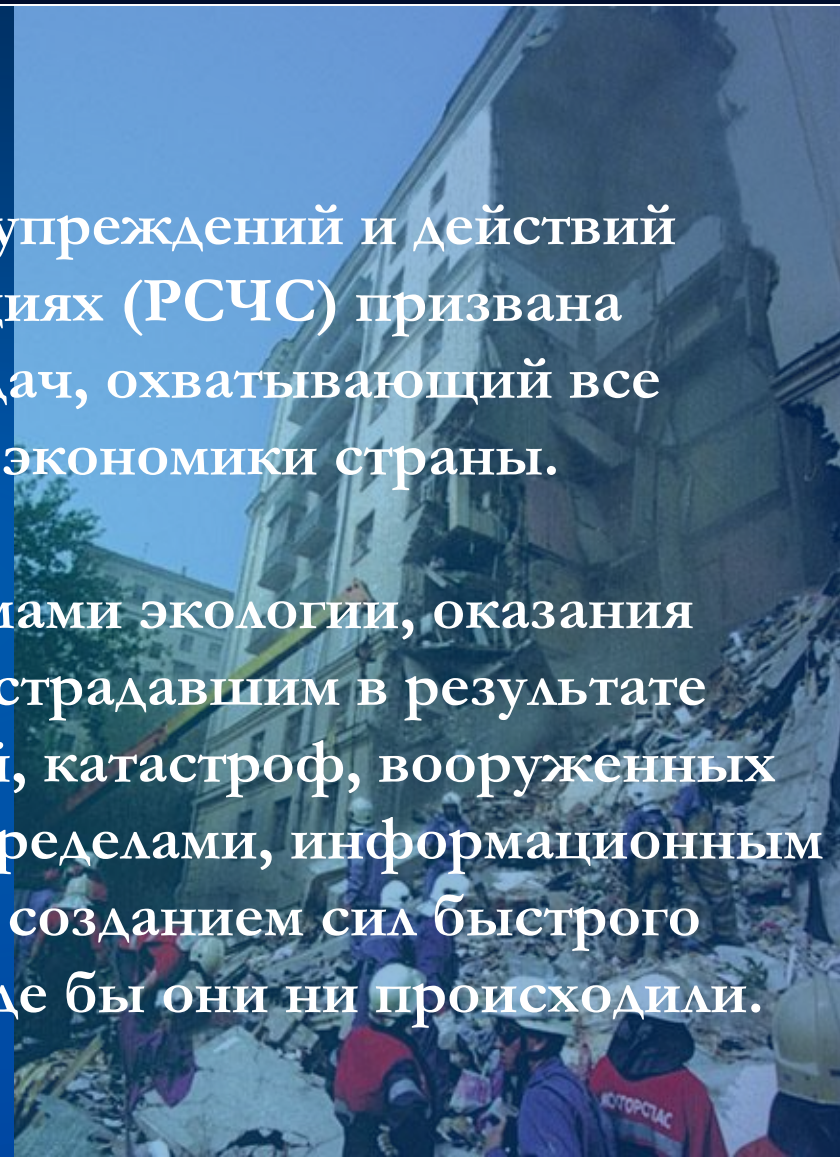 упреждений и действий
циях (РСЧС) призвана
дач, охватывающий все
экономики страны.
мами экологии, оказания
страдавшим в результате
й, катастроф, вооруженных
ределами, информационным
созданием сил быстрого
де бы они ни происходили.